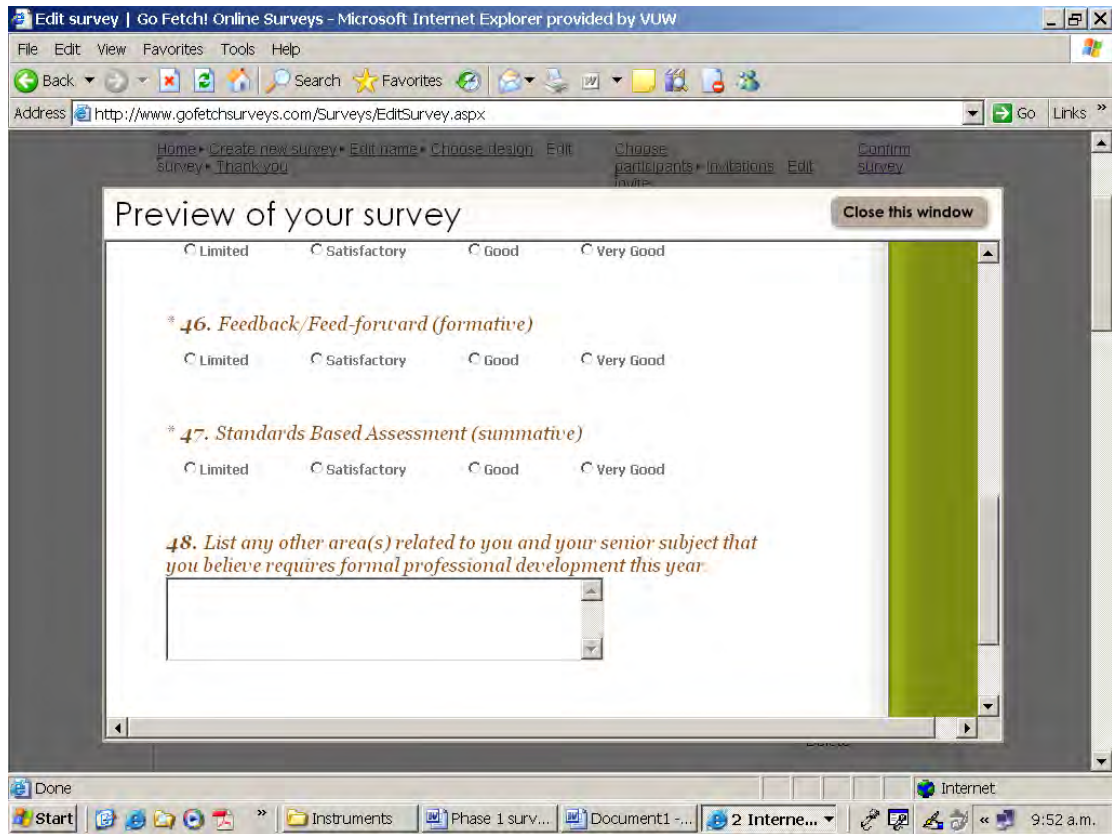 Edit survey | Go Fetch! Online Surveys - Microsoft Internet Explorer provided by VUW
File Edit View Favorites Tools Help
Back Search Favorites
Address http://www.gofetchsurveys.com/Surveys/EditSurvey.aspx Go Links »
Home Create new survey Edit name Choose design Edit Choose Confirm
survey Thank you participants Invitations Edit survey
invite
Preview of your survey Close this window
Limited Satisfactory Good Very Good
* 46. Feedback/Feed-forward (formative)
Limited Satisfactory Good Very Good
* 47. Standards Based Assessment (summative)
Limited Satisfactory Good Very Good
48. List any other area(s) related to you and your senior subject that
you believe requires formal professional development this year
Done Internet
Start » Instruments Phase 1 surv... Document1 -... 2 Interne... « 9:52 a.m.